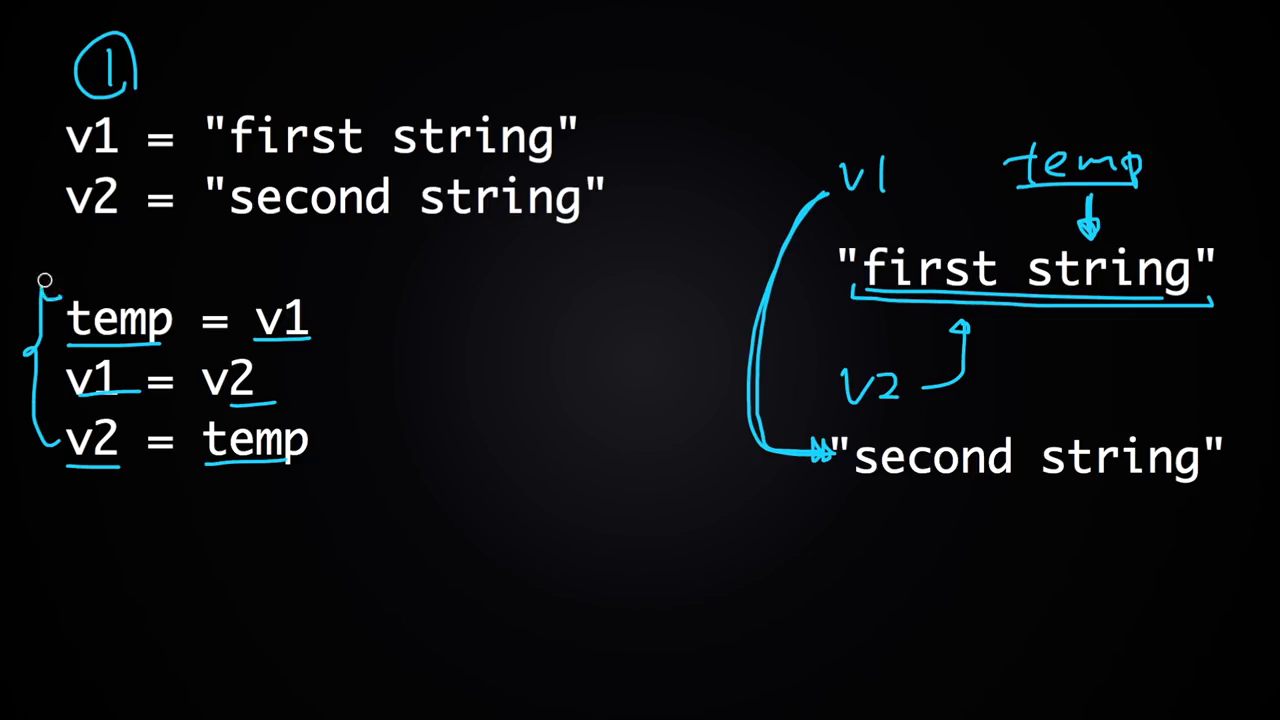 1
v1 = "first string"
v2 = "second string"
temp = v1
v1 = v2
v2 = temp
v1
temp
"first string"
v2
"second string"